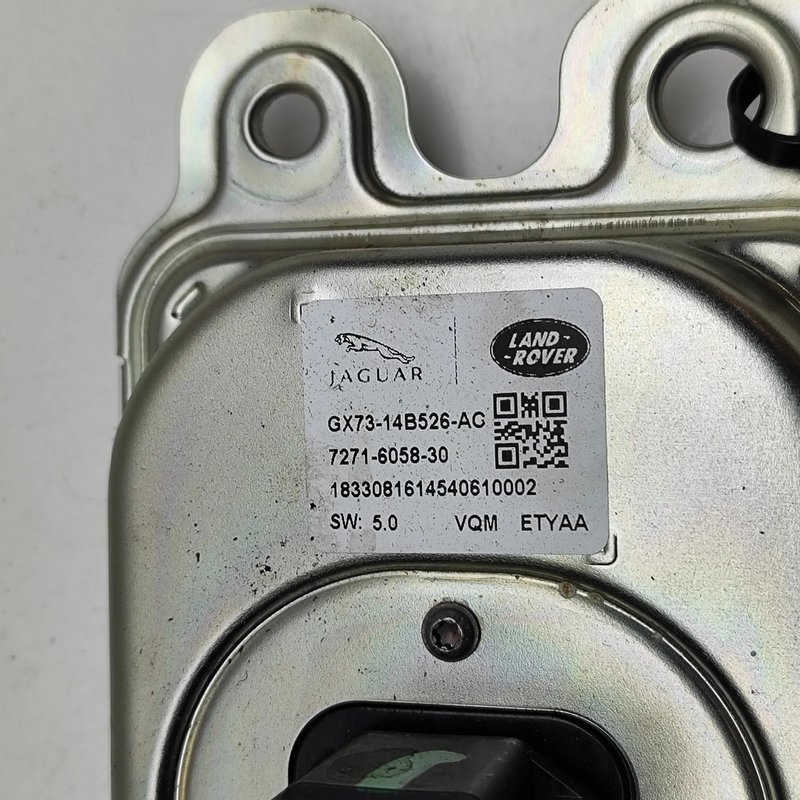 JAGUAR
LAND-
-ROVER
GX73-14B526-AC
7271-6058-30
1833081614540610002
SW: 5.0 VQM ETYAA